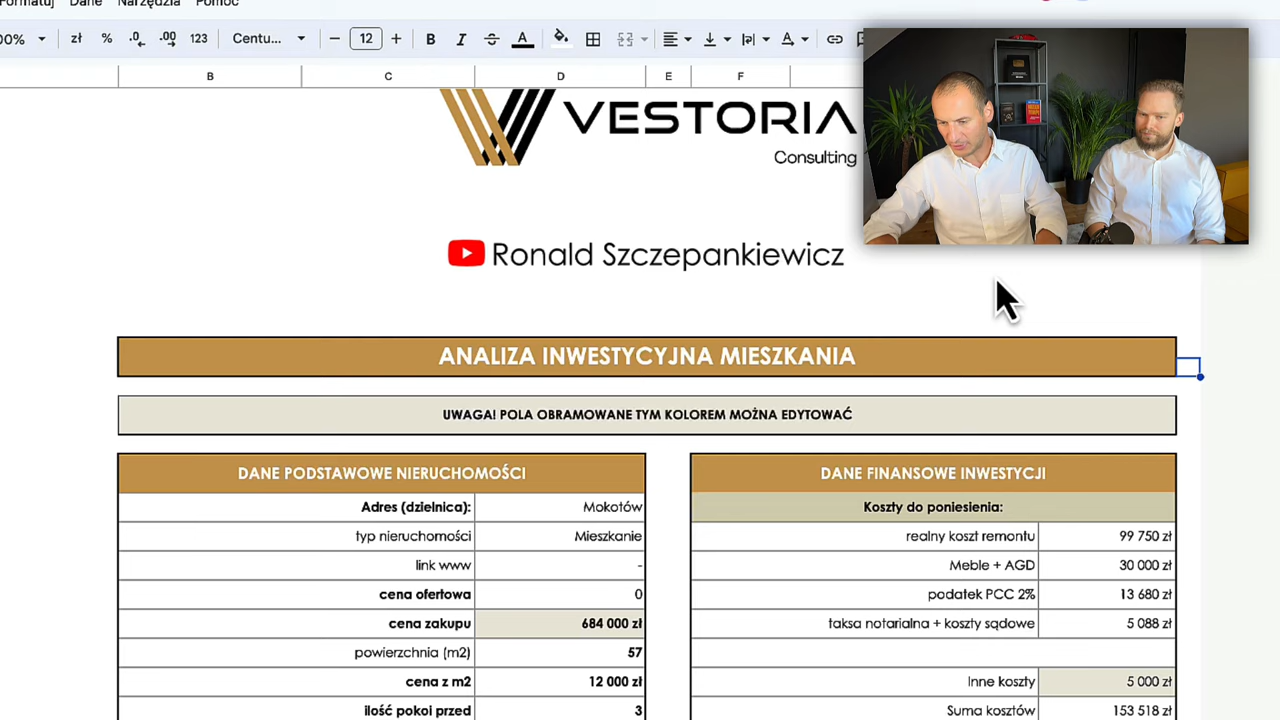 Formatuj Dane Narzędzia Pomoc
00% zł % .0 .00 123 Centu... − 12 + B I A
B C D E F
VESTORIA
Consulting
Ronald Szczepankiewicz
ANALIZA INWESTYCYJNA MIESZKANIA
UWAGA! POLA OBRAMOWANE TYM KOLOREM MOŻNA EDYTOWAĆ
DANE PODSTAWOWE NIERUCHOMOŚCI
Adres (dzielnica): Mokotów
typ nieruchomości Mieszkanie
link www -
cena ofertowa 0
cena zakupu 684 000 zł
powierzchnia (m2) 57
cena z m2 12 000 zł
ilość pokoi przed 3
DANE FINANSOWE INWESTYCJI
Koszty do poniesienia:
realny koszt remontu 99 750 zł
Meble + AGD 30 000 zł
podatek PCC 2% 13 680 zł
taksa notarialna + koszty sądowe 5 088 zł
Inne koszty 5 000 zł
Suma kosztów 153 518 zł